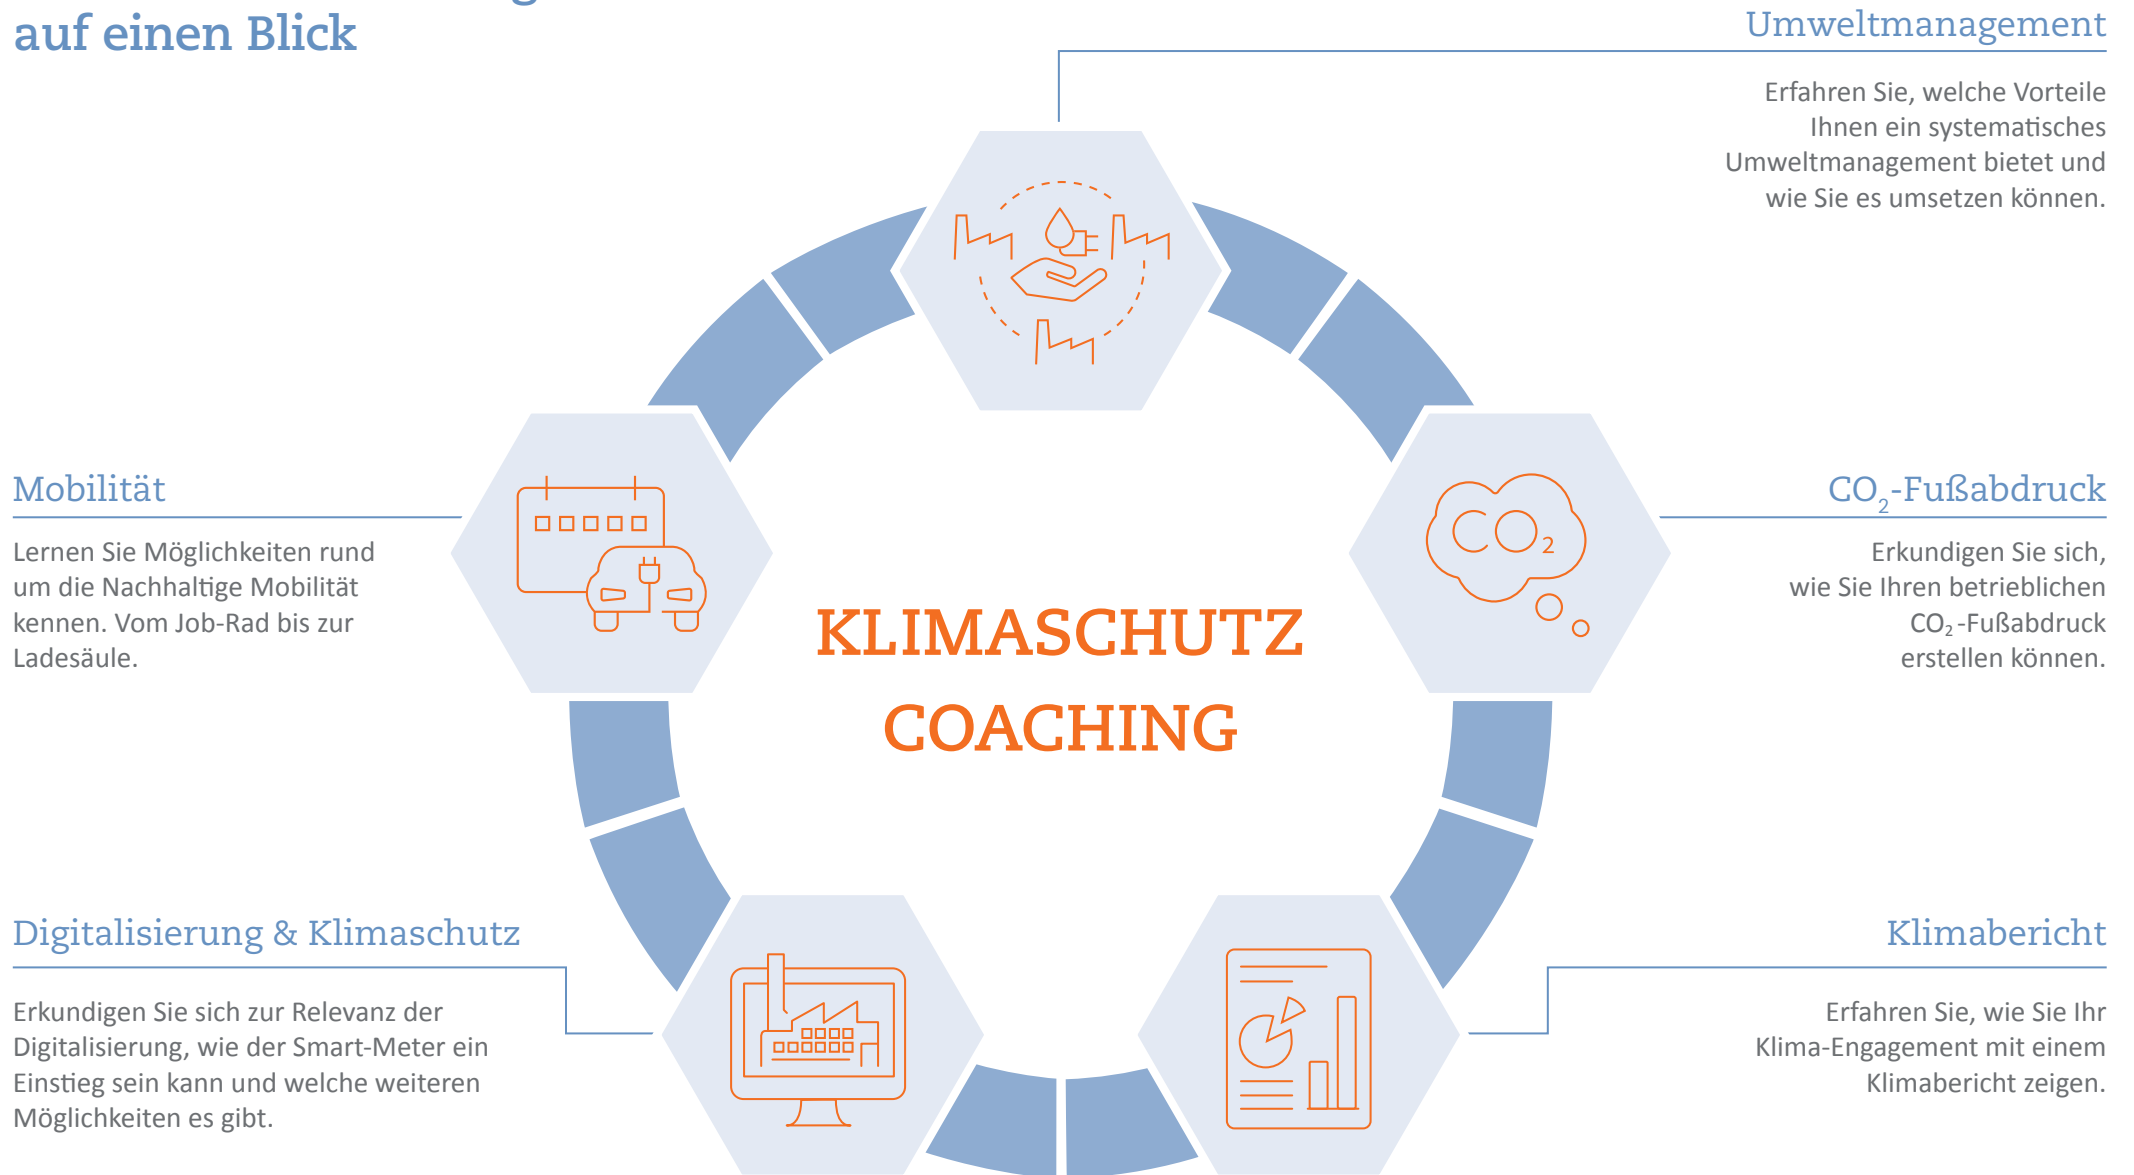 auf einen Blick
Umweltmanagement
Erfahren Sie, welche Vorteile
Ihnen ein systematisches
Umweltmanagement bietet und
wie Sie es umsetzen können.
Mobilität
Lernen Sie Möglichkeiten rund
um die Nachhaltige Mobilität
kennen. Vom Job-Rad bis zur
Ladesäule.
CO₂
KLIMASCHUTZ
COACHING
CO₂-Fußabdruck
Erkundigen Sie sich,
wie Sie Ihren betrieblichen
CO₂-Fußabdruck
erstellen können.
Digitalisierung & Klimaschutz
Erkundigen Sie sich zur Relevanz der
Digitalisierung, wie der Smart-Meter ein
Einstieg sein kann und welche weiteren
Möglichkeiten es gibt.
Klimabericht
Erfahren Sie, wie Sie Ihr
Klima-Engagement mit einem
Klimabericht zeigen.